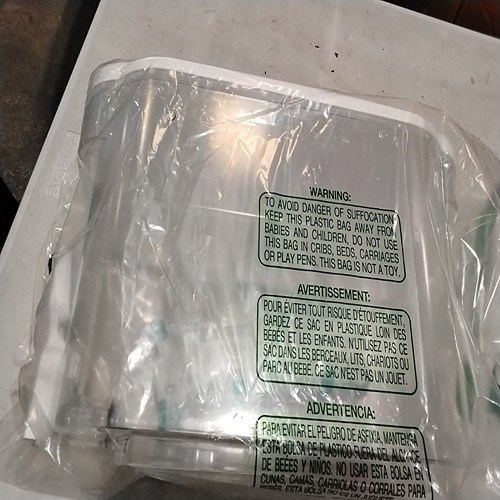 WARNING:
TO AVOID DANGER OF SUFFOCATION
KEEP THIS PLASTIC BAG AWAY FROM
BABIES AND CHILDREN, DO NOT USE
THIS BAG IN CRIBS, BEDS, CARRIAGES
OR PLAY PENS. THIS BAG IS NOT A TOY.
AVERTISSEMENT:
POUR ÉVITER TOUT RISQUE D'ÉTOUFFEMENT,
GARDEZ CE SAC EN PLASTIQUE LOIN DES
BÉBÉS ET LES ENFANTS. N'UTILISEZ PAS CE
SAC DANS LES BERCEAUX, LITS, CHARIOTS OU
PARC AU BEBE. CE SAC N'EST PAS UN JOUET.
ADVERTENCIA:
PARA EVITAR EL PELIGRO DE ASFIXIA, MANTENGA
ESTA BOLSA DE PLASTICO FUERA DEL ALCANCE
DE BEBES Y NIÑOS. NO USAR ESTA BOLSA EN
CUNAS, CAMAS, CARRIOLAS O CORRALES PARA
BEBES. ESTA BOLSA NO